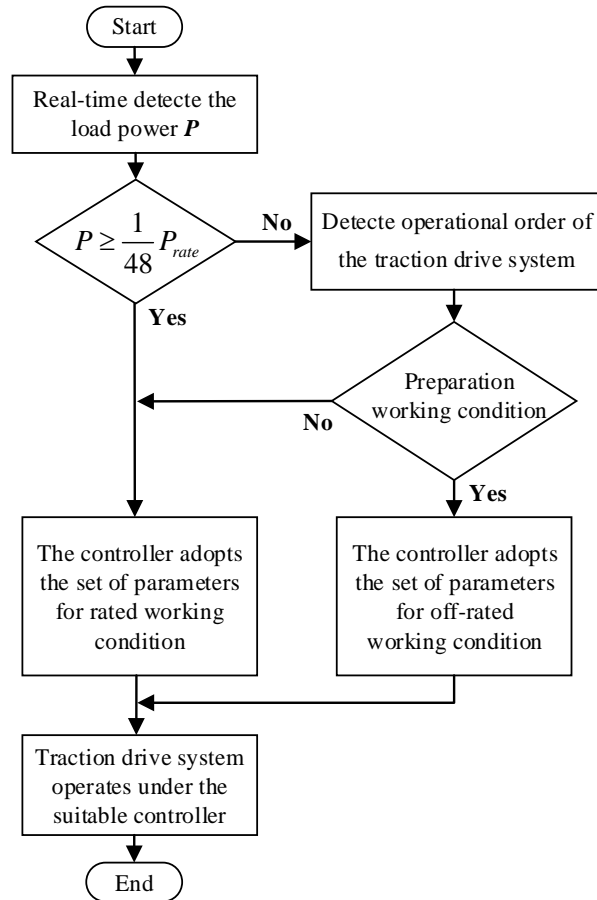 Start
Real-time detecte the
load power P
P ≥ 1/48 P_rate
No
Yes
Detecte operational order of
the traction drive system
Preparation
working condition
No
Yes
The controller adopts
the set of parameters
for rated working
condition
The controller adopts
the set of parameters
for off-rated
working condition
Traction drive system
operates under the
suitable controller
End